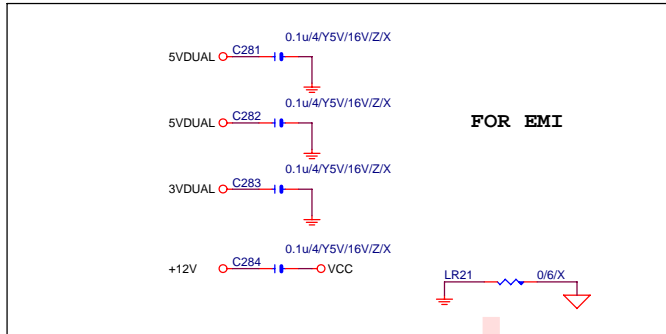 0.1u/4/Y5V/16V/Z/X
5VDUAL C281
0.1u/4/Y5V/16V/Z/X
5VDUAL C282
FOR EMI
0.1u/4/Y5V/16V/Z/X
3VDUAL C283
0.1u/4/Y5V/16V/Z/X
+12V C284 VCC
LR21 0/6/X